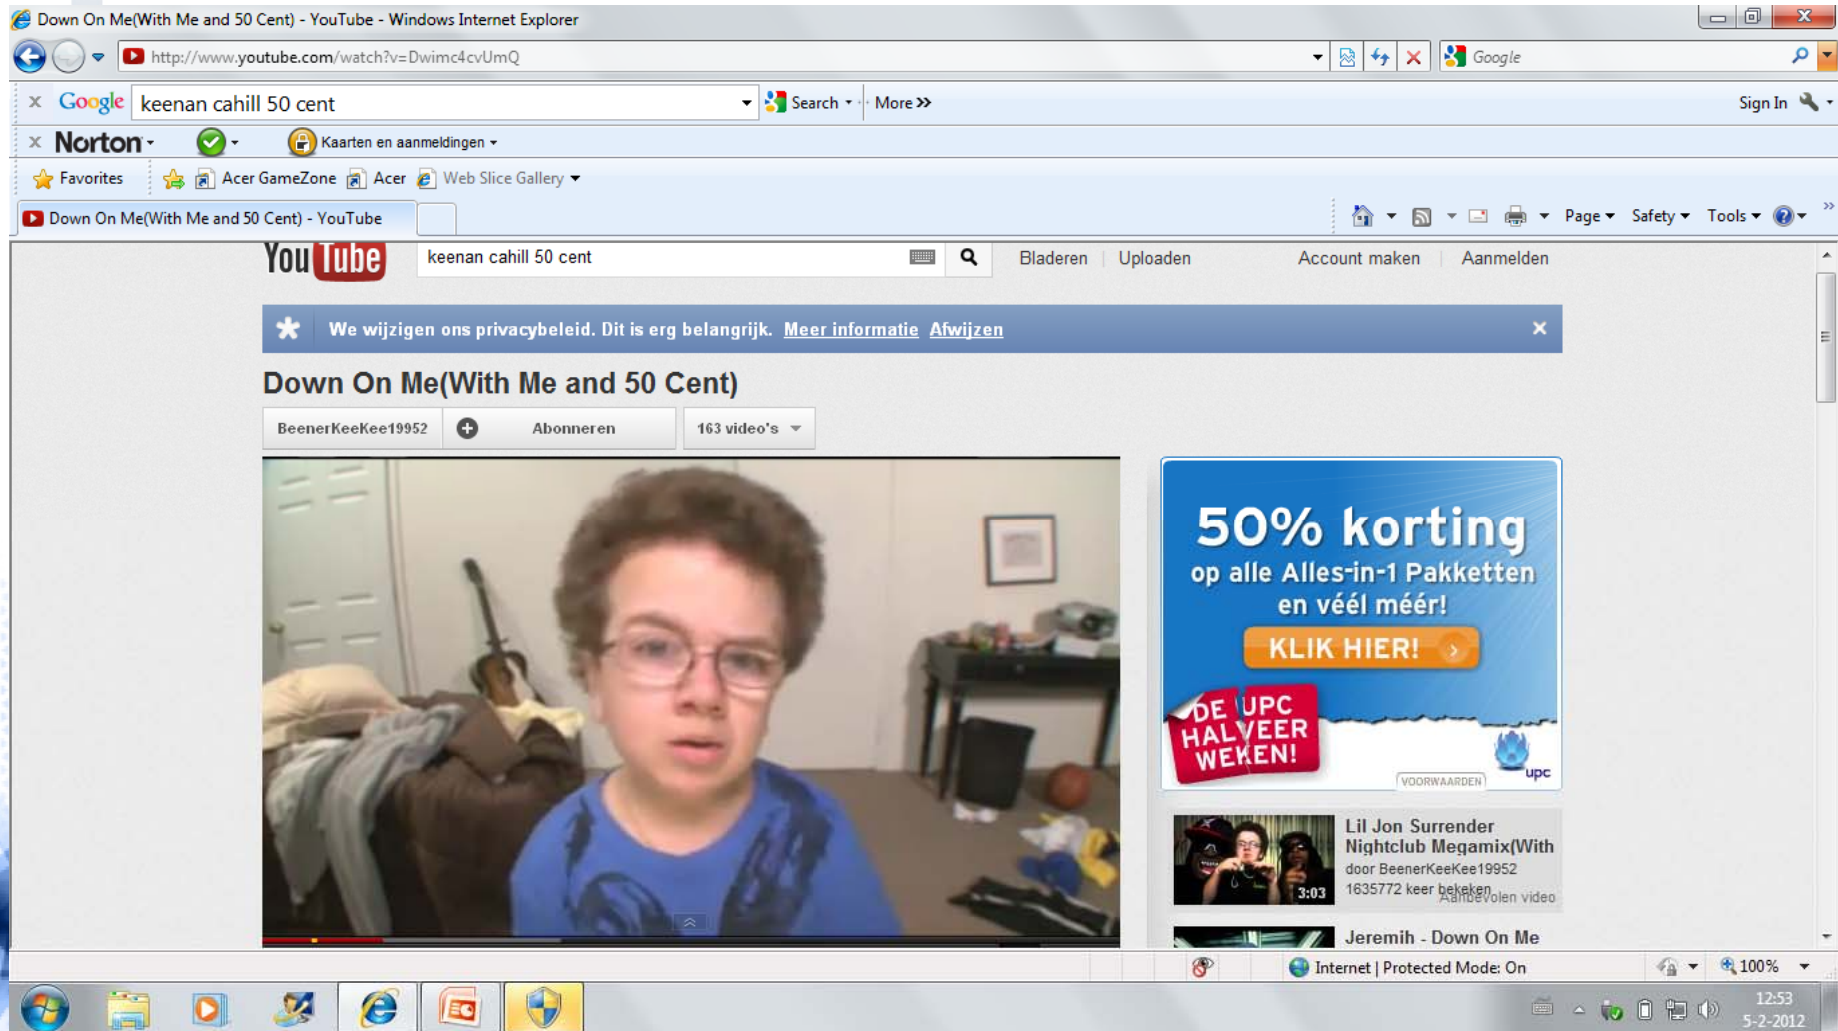 Down On Me(With Me and 50 Cent) - YouTube - Windows Internet Explorer
http://www.youtube.com/watch?v=Dwimc4cvUmQ
Google
x Google keenan cahill 50 cent Search More >> Sign In
x Norton Kaarten en aanmeldingen
Favorites Acer GameZone Acer Web Slice Gallery
Down On Me(With Me and 50 Cent) - YouTube
Page Safety Tools
YouTube keenan cahill 50 cent Bladeren Uploaden Account maken Aanmelden
We wijzigen ons privacybeleid. Dit is erg belangrijk. Meer informatie Afwijzen
Down On Me(With Me and 50 Cent)
BeenerKeeKee19952 Abonneren 163 video's
50% korting
op alle Alles-in-1 Pakketten
en véél méér!
KLIK HIER!
DE UPC
HALVEER
WEKEN!
VOORWAARDEN
upc
Lil Jon Surrender
Nightclub Megamix(With
door BeenerKeeKee19952
1635772 keer bekeken
Aanbevolen video
3:03
Jeremih - Down On Me
Internet | Protected Mode: On
100%
12:53
5-2-2012